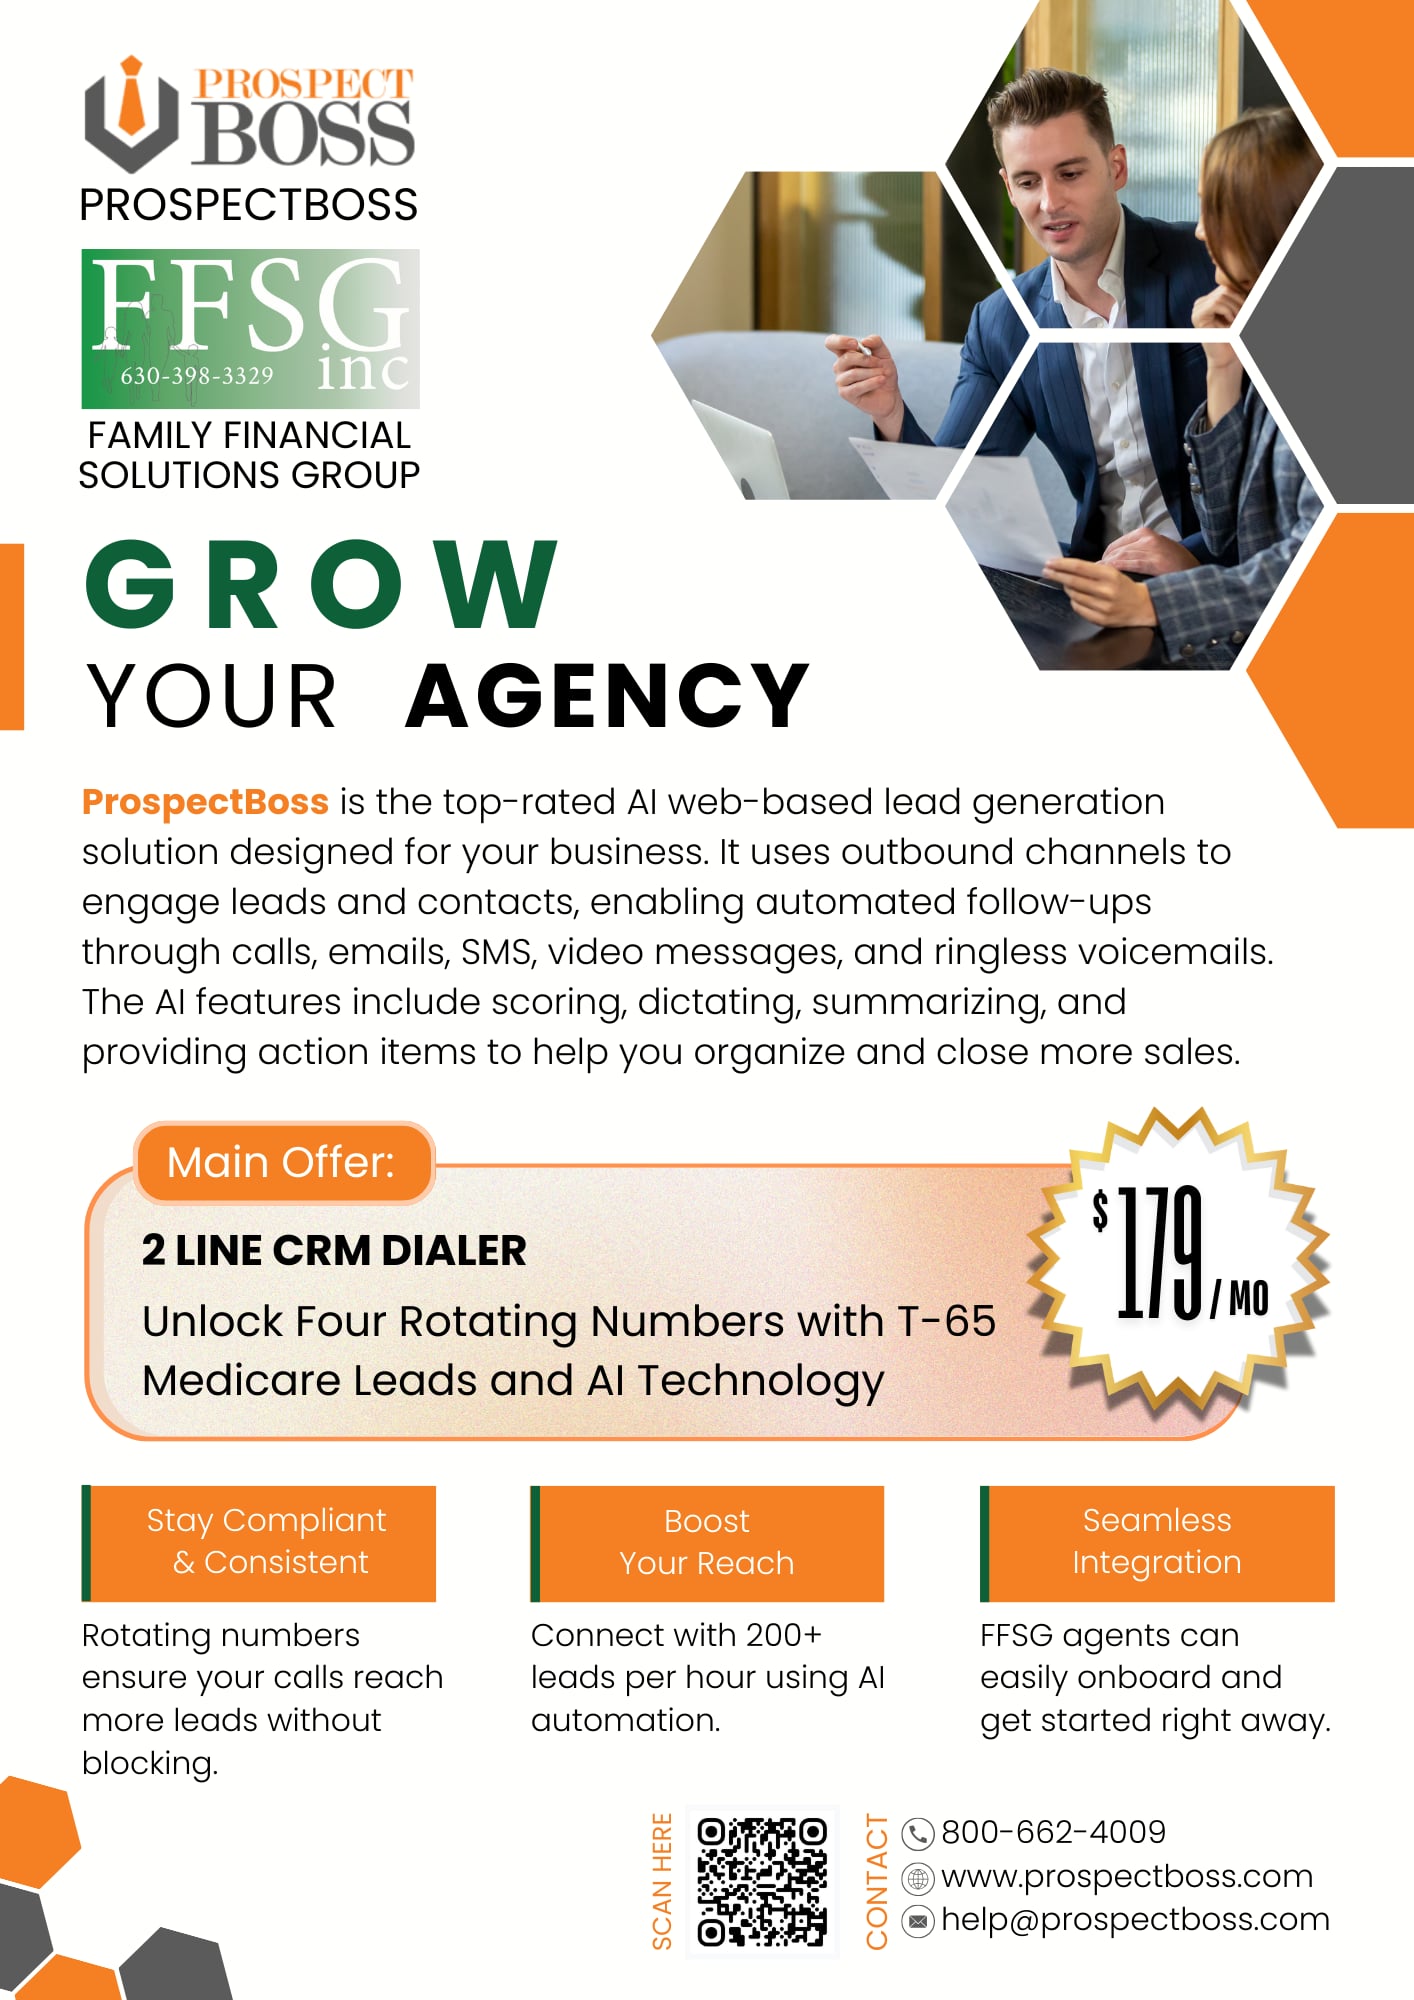 PROSPECT
BOSS
PROSPECTBOSS
FFSG
inc
630-398-3329
FAMILY FINANCIAL
SOLUTIONS GROUP
GROW
YOUR AGENCY
ProspectBoss is the top-rated AI web-based lead generation
solution designed for your business. It uses outbound channels to
engage leads and contacts, enabling automated follow-ups
through calls, emails, SMS, video messages, and ringless voicemails.
The AI features include scoring, dictating, summarizing, and
providing action items to help you organize and close more sales.
Main Offer:
2 LINE CRM DIALER
Unlock Four Rotating Numbers with T-65
Medicare Leads and AI Technology
$179/MO
Stay Compliant
& Consistent
Rotating numbers
ensure your calls reach
more leads without
blocking.
Boost
Your Reach
Connect with 200+
leads per hour using AI
automation.
Seamless
Integration
FFSG agents can
easily onboard and
get started right away.
SCAN HERE
CONTACT
800-662-4009
www.prospectboss.com
help@prospectboss.com